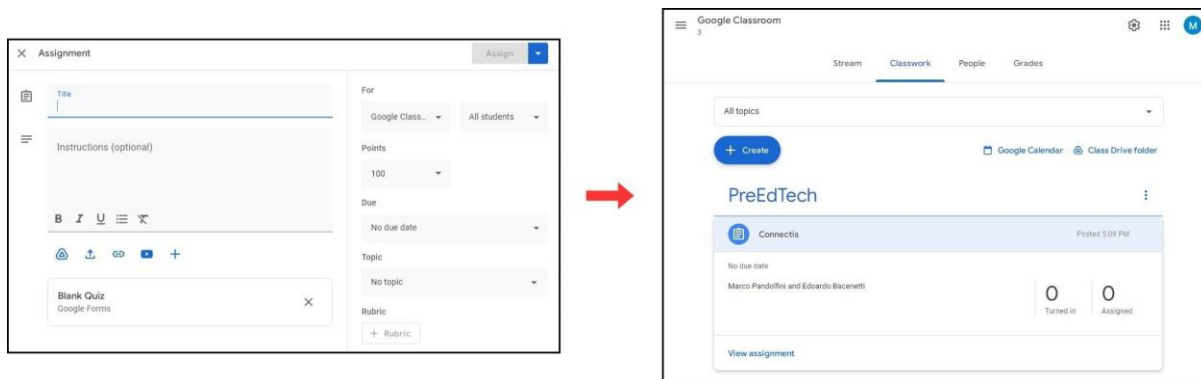 Assignment
Assign
Title
Instructions (optional)
B I U
Blank Quiz
Google Forms
For
Google Class...
All students
Points
100
Due
No due date
Topic
No topic
Rubric
+ Rubric
Google Classroom
3
M
Stream Classwork People Grades
All topics
+ Create
Google Calendar Class Drive folder
PreEdTech
Connectis
Posted 5:09 PM
No due date
Marco Pandolfini and Edoardo Bacenetti
0 0
Turned in Assigned
View assignment